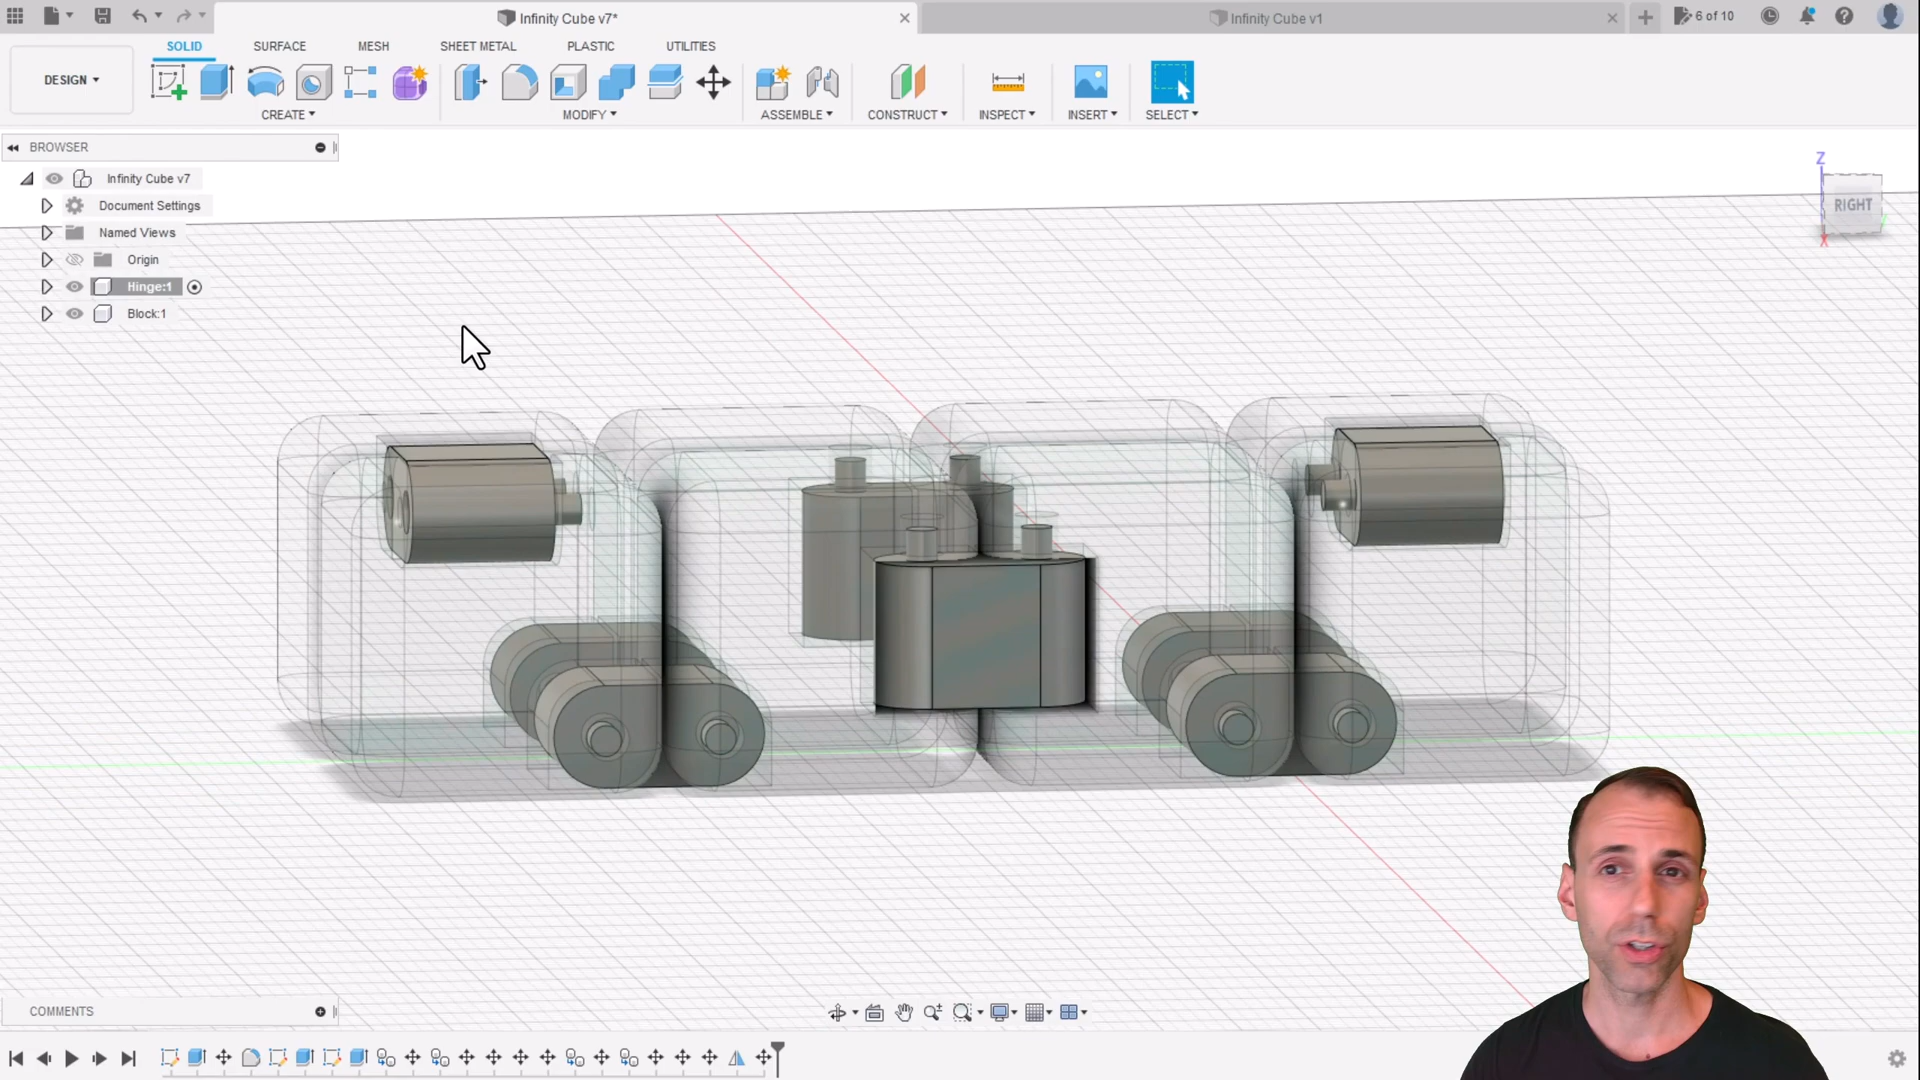 Infinity Cube v7*
Infinity Cube v1
6 of 10
DESIGN
SOLID
SURFACE
MESH
SHEET METAL
PLASTIC
UTILITIES
CREATE
MODIFY
ASSEMBLE
CONSTRUCT
INSPECT
INSERT
SELECT
BROWSER
Infinity Cube v7
Document Settings
Named Views
Origin
Hinge:1
Block:1
Z
RIGHT
X
COMMENTS